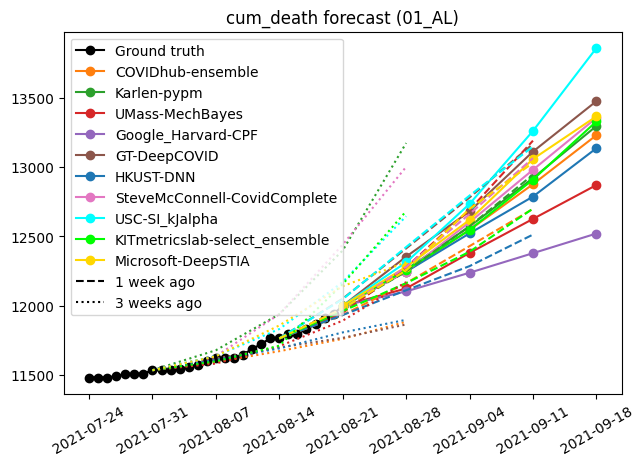 cum_death forecast (01_AL)
Ground truth
COVIDhub-ensemble
Karlen-pypm
UMass-MechBayes
Google_Harvard-CPF
GT-DeepCOVID
HKUST-DNN
SteveMcConnell-CovidComplete
USC-SI_kJalpha
KITmetricslab-select_ensemble
Microsoft-DeepSTIA
1 week ago
3 weeks ago
13500
13000
12500
12000
11500
2021-07-24
2021-07-31
2021-08-07
2021-08-14
2021-08-21
2021-08-28
2021-09-04
2021-09-11
2021-09-18